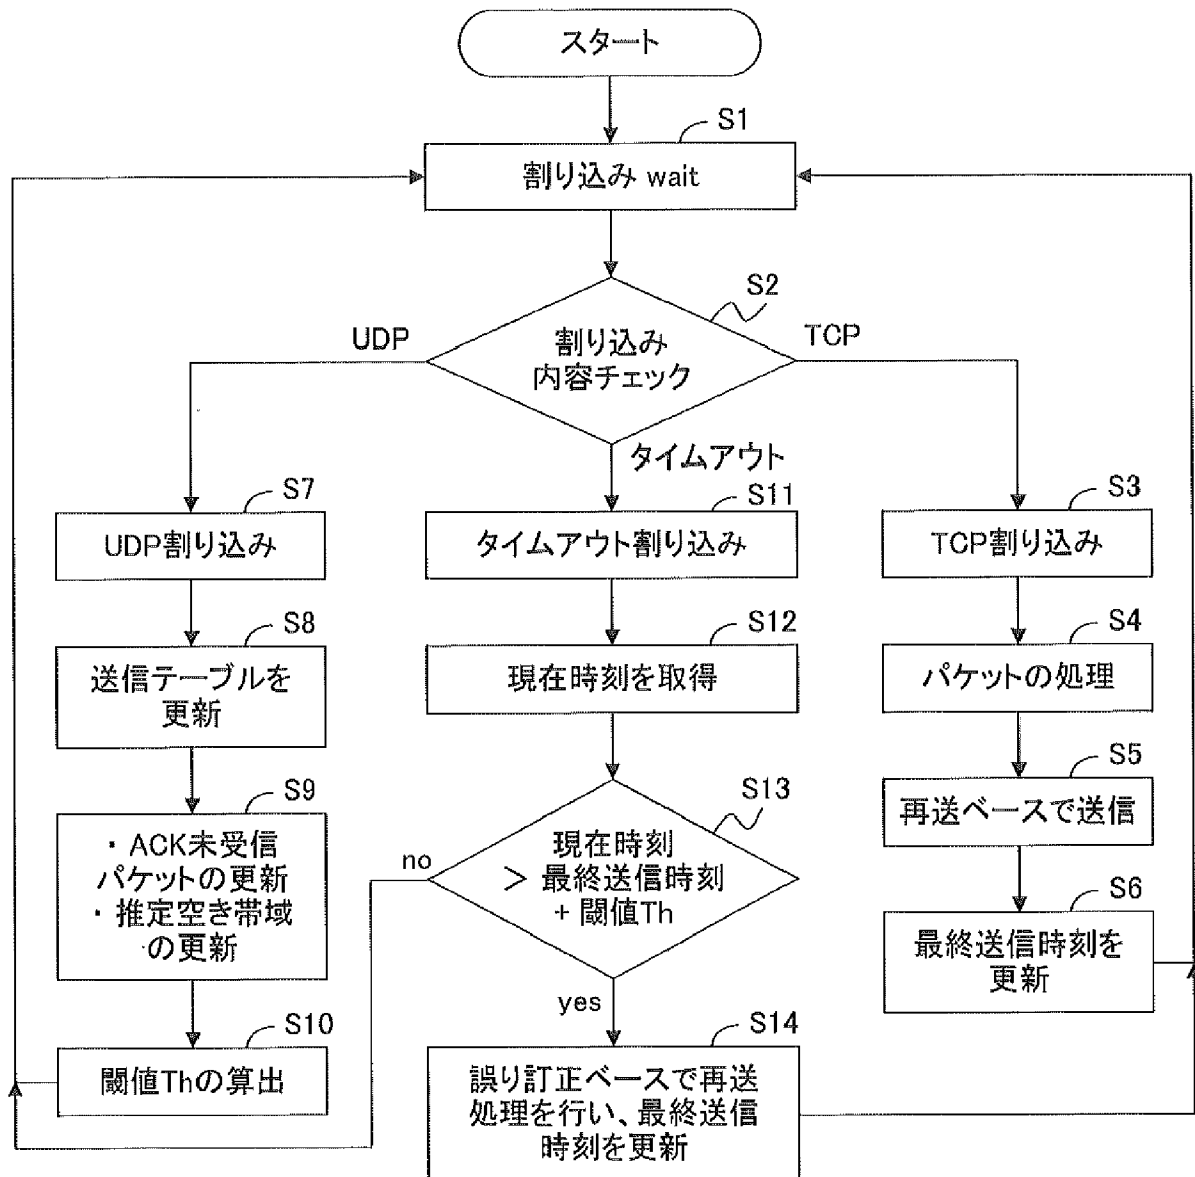 スタート
S1
割り込み wait
S2
割り込み
内容チェック
UDP
TCP
タイムアウト
S7
UDP割り込み
S8
送信テーブルを
更新
S9
・ ACK未受信
パケットの更新
・ 推定空き帯域
の更新
S10
閾値Thの算出
S11
タイムアウト割り込み
S12
現在時刻を取得
S13
現在時刻
> 最終送信時刻
+ 閾値Th
no
yes
S14
誤り訂正ベースで再送
処理を行い、最終送信
時刻を更新
S3
TCP割り込み
S4
パケットの処理
S5
再送ベースで送信
S6
最終送信時刻を
更新